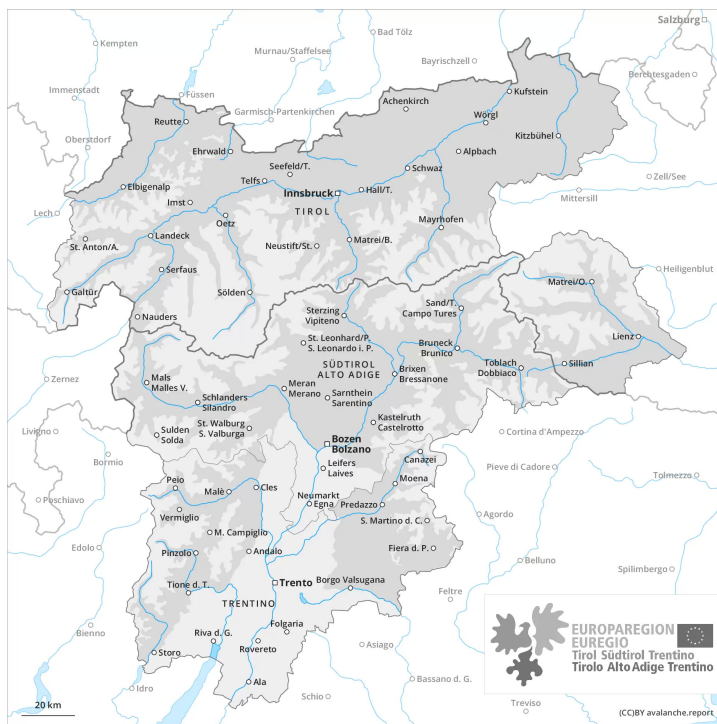 Salzburg
Kempten
Bad Tölz
Murnau/Staffelsee
Bayrischzell
Berchtesgaden
Immenstadt
Füssen
Garmisch-Partenkirchen
Achenkirch
Kufstein
Reutte
Wörgl
Oberstdorf
Ehrwald
Kitzbühel
Alpbach
Seefeld/T.
Schwaz
Telfs
Zell/See
Elbigenalp
Innsbruck
Hall/T.
Mittersill
Imst
TIROL
Lech
Oetz
Mayrhofen
Landeck
St. Anton/A.
Neustift/St.
Matrei/B.
Serfaus
Heiligenblut
Galtür
Sölden
Matrei/O.
Nauders
Sterzing
Vipiteno
Sand/T.
Campo Tures
St. Leonhard/P.
S. Leonardo i. P.
Bruneck
Brunico
Lienz
SÜDTIROL
ALTO ADIGE
Toblach
Dobbiaco
Sillian
Brixen
Bressanone
Zernez
Mals
Malles V.
Meran
Merano
Schlanders
Silandro
Sarnthein
Sarentino
St. Walburg
S. Valburga
Kastelruth
Castelrotto
Livigno
Sulden
Solda
Bozen
Bolzano
Cortina d'Ampezzo
Bormio
Canazei
Leifers
Laives
Pieve di Cadore
Peio
Moena
Tolmezzo
Malè
Cles
Neumarkt
Egna
Predazzo
Poschiavo
Vermiglio
S. Martino d. C.
Agordo
M. Campiglio
Edolo
Pinzolo
Andalo
Fiera d. P.
Belluno
Spilimbergo
Tione d. T.
Trento
Borgo Valsugana
Feltre
TRENTINO
Folgaria
Bienno
Riva d. G.
Rovereto
Asiago
Storo
Bassano d. G.
Idro
Ala
Schio
Treviso
EUROPAREGION
EUREGIO
Tirol Südtirol Trentino
Tirolo Alto Adige Trentino
20 km
(CC)BY avalanche.report